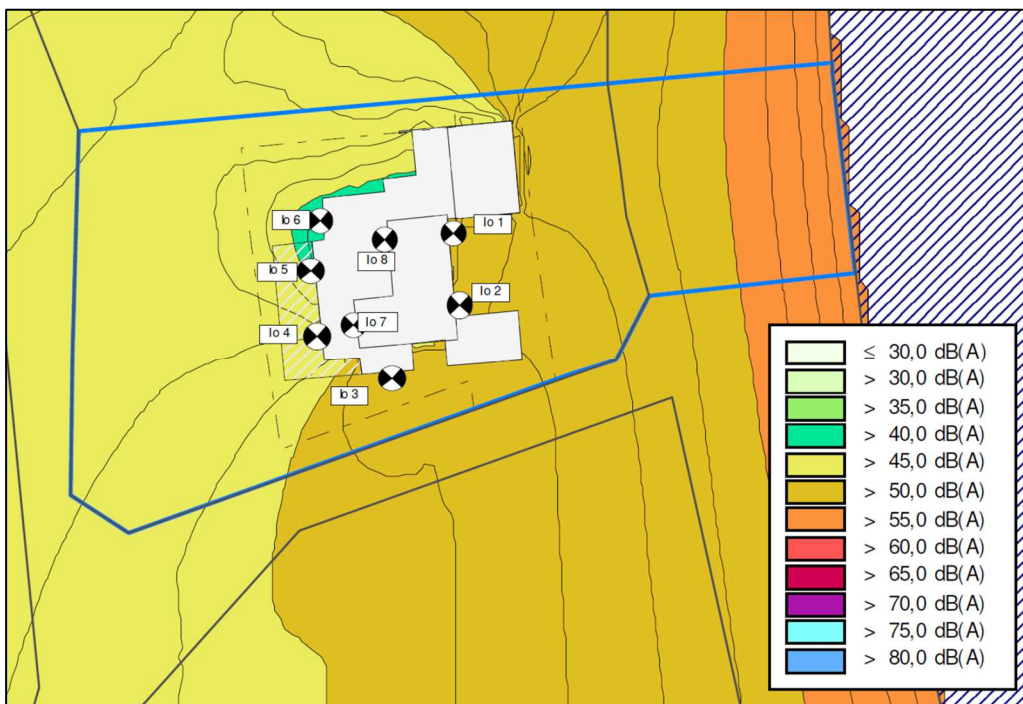 Io 6
Io 1
Io 8
Io 5
Io 2
Io 4
Io 7
Io 3
≤ 30,0 dB(A)
> 30,0 dB(A)
> 35,0 dB(A)
> 40,0 dB(A)
> 45,0 dB(A)
> 50,0 dB(A)
> 55,0 dB(A)
> 60,0 dB(A)
> 65,0 dB(A)
> 70,0 dB(A)
> 75,0 dB(A)
> 80,0 dB(A)